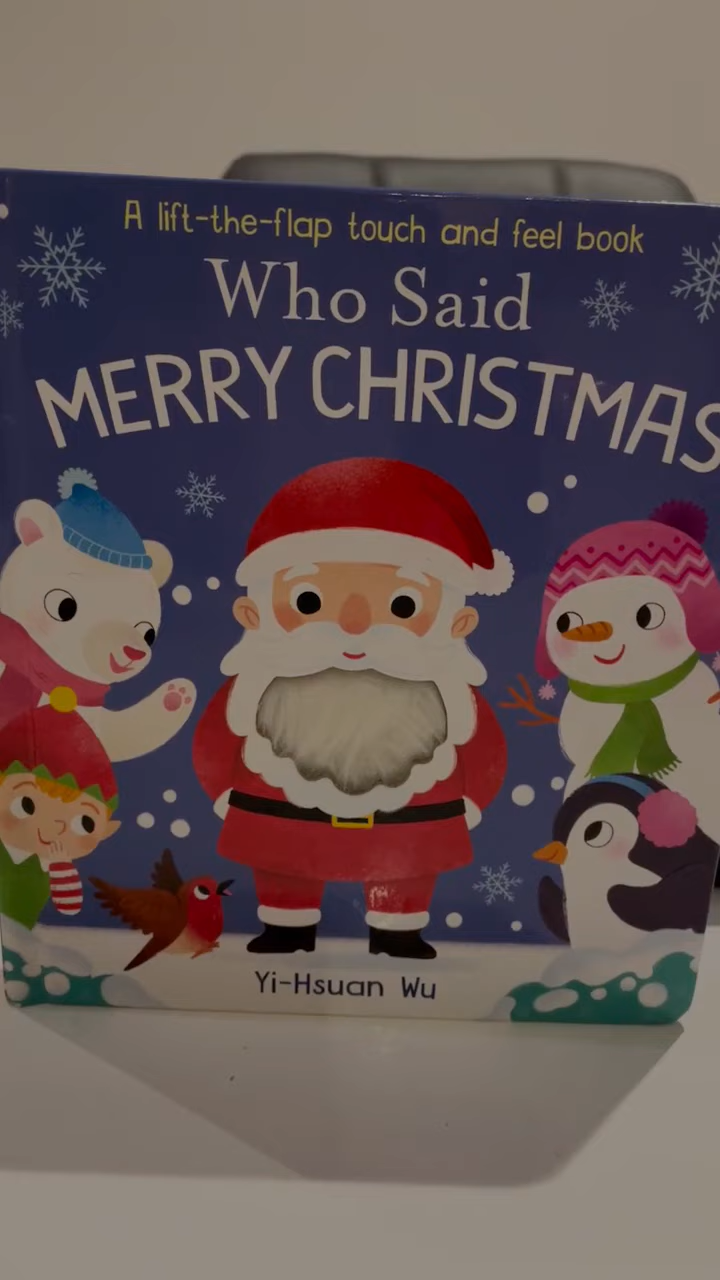 A lift-the-flap touch and feel book
Who Said
MERRY CHRISTMAS
Yi-Hsuan Wu